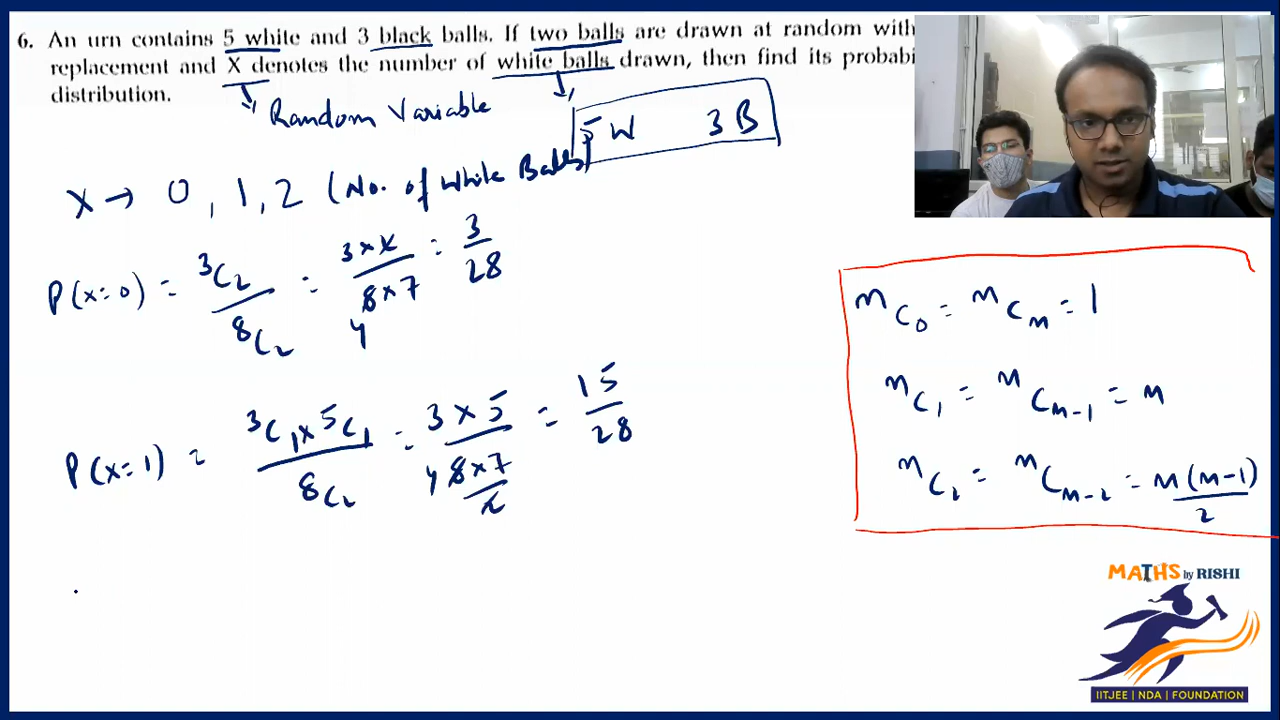 6. An urn contains 5 white and 3 black balls. If two balls are drawn at random with
replacement and X denotes the number of white balls drawn, then find its probabi
distribution.
Random Variable
5 W 3 B
X → 0, 1, 2 (No. of White Balls)
P(x=0) = ³C₂ / 8C₂ = 3×2 / 8×7 4 = 3/28
P(x=1) = ³C₁ × 5C₁ / 8C₂ = 3 × 5 / 4 8×7/2 = 15/28
ⁿC₀ = ⁿCₙ = 1
ⁿC₁ = ⁿCₙ₋₁ = n
ⁿC₂ = ⁿCₙ₋₂ = n(n-1)/2
MATHS by RISHI
IITJEE | NDA | FOUNDATION